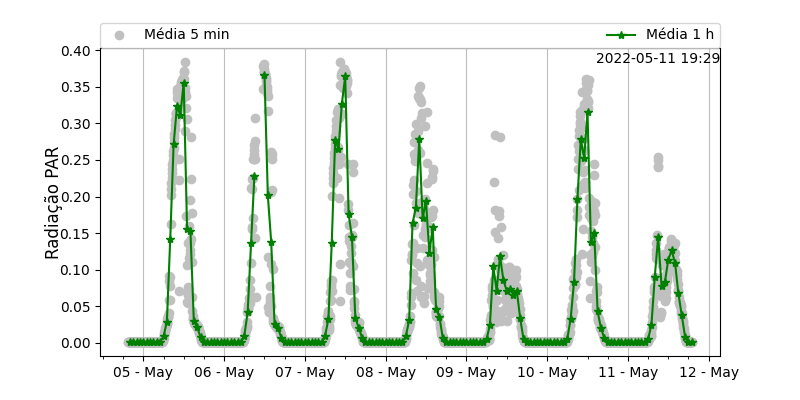 Média 5 min
Média 1 h
2022-05-11 19:29
Radiação PAR
0.40
0.35
0.30
0.25
0.20
0.15
0.10
0.05
0.00
05 - May
06 - May
07 - May
08 - May
09 - May
10 - May
11 - May
12 - May